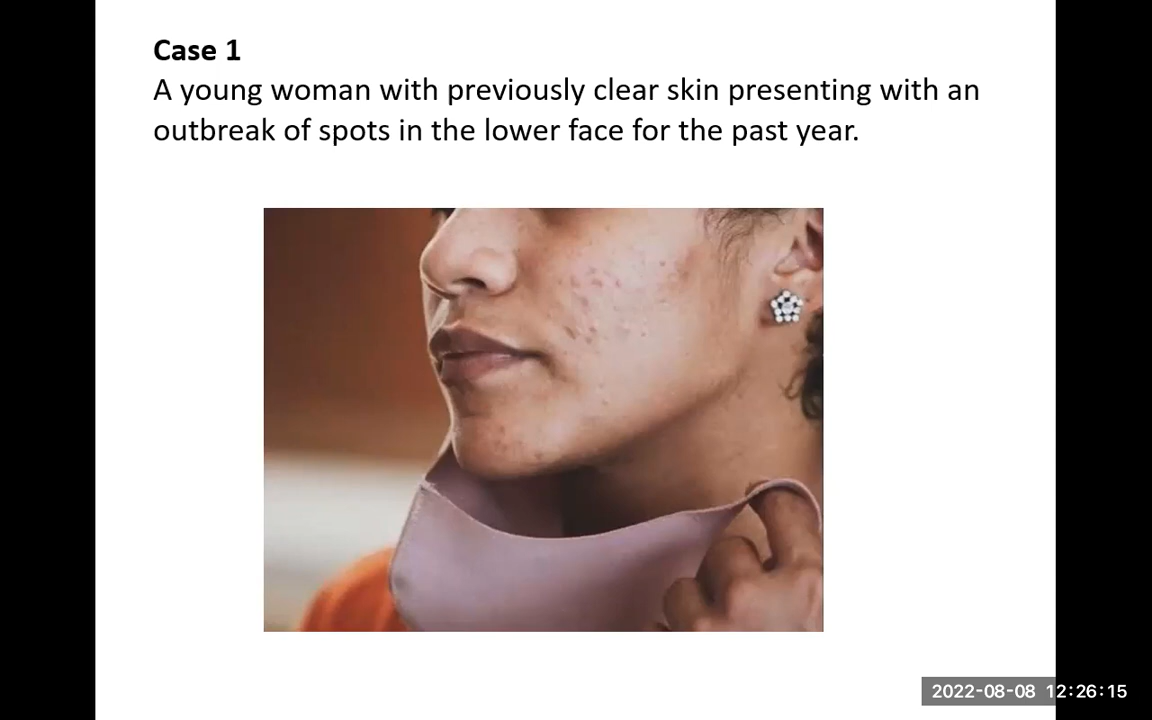 Case 1
A young woman with previously clear skin presenting with an
outbreak of spots in the lower face for the past year.
2022-08-08 12:26:15